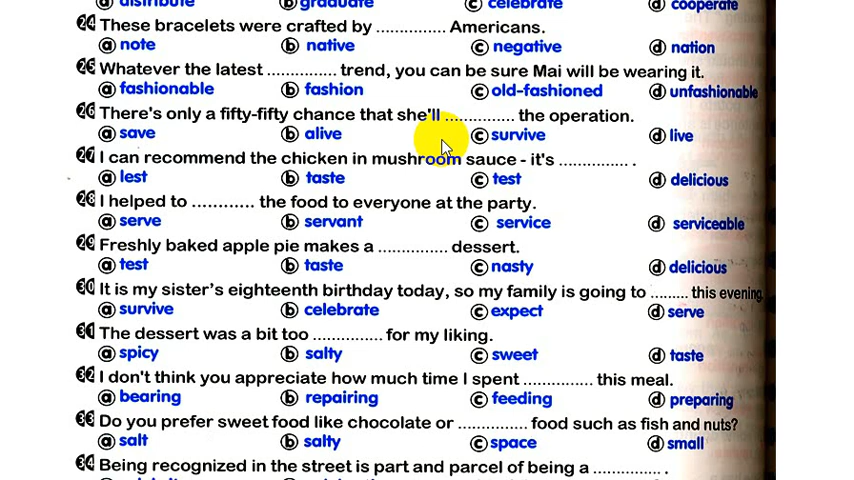 ⓐ distribute ⓑ graduate ⓒ celebrate ⓓ cooperate
24 These bracelets were crafted by .............. Americans.
ⓐ note ⓑ native ⓒ negative ⓓ nation
25 Whatever the latest .............. trend, you can be sure Mai will be wearing it.
ⓐ fashionable ⓑ fashion ⓒ old-fashioned ⓓ unfashionable
26 There's only a fifty-fifty chance that she'll .............. the operation.
ⓐ save ⓑ alive ⓒ survive ⓓ live
27 I can recommend the chicken in mushroom sauce - it's .............. .
ⓐ lest ⓑ taste ⓒ test ⓓ delicious
28 I helped to ............ the food to everyone at the party.
ⓐ serve ⓑ servant ⓒ service ⓓ serviceable
29 Freshly baked apple pie makes a .............. dessert.
ⓐ test ⓑ taste ⓒ nasty ⓓ delicious
30 It is my sister's eighteenth birthday today, so my family is going to ......... this evening.
ⓐ survive ⓑ celebrate ⓒ expect ⓓ serve
31 The dessert was a bit too .............. for my liking.
ⓐ spicy ⓑ salty ⓒ sweet ⓓ taste
32 I don't think you appreciate how much time I spent .............. this meal.
ⓐ bearing ⓑ repairing ⓒ feeding ⓓ preparing
33 Do you prefer sweet food like chocolate or .............. food such as fish and nuts?
ⓐ salt ⓑ salty ⓒ space ⓓ small
34 Being recognized in the street is part and parcel of being a .............. .